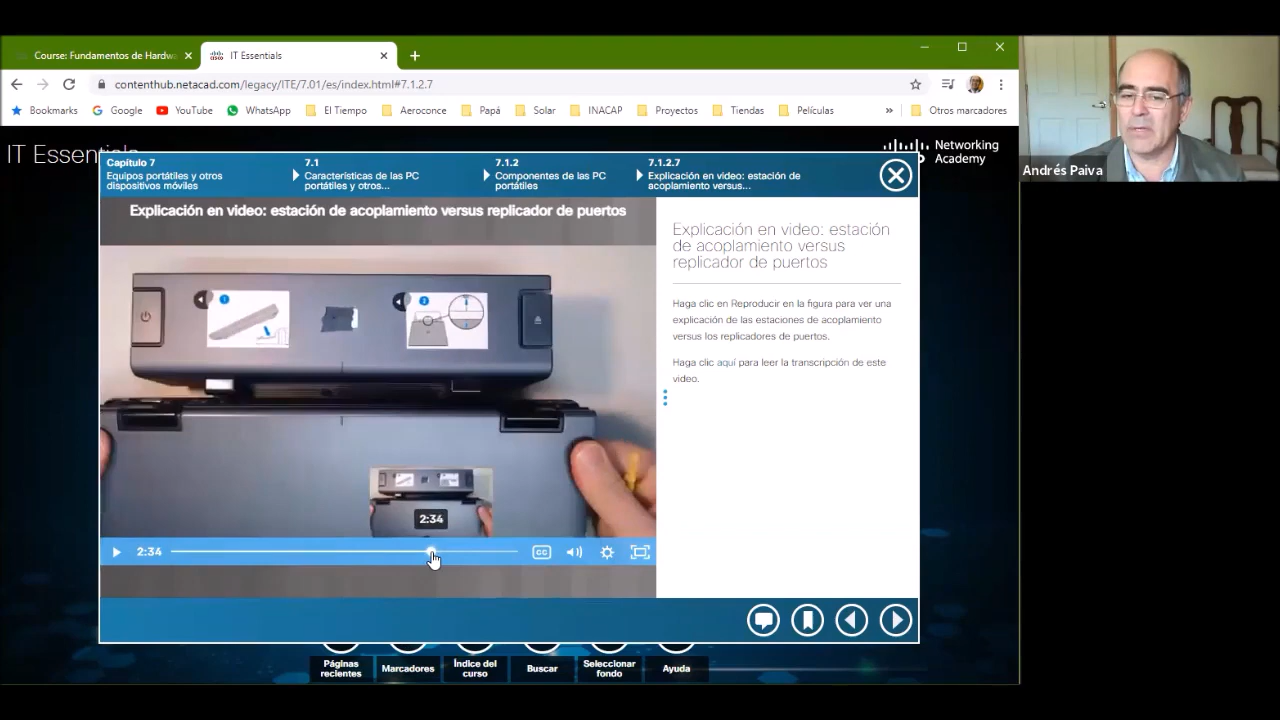 Course: Fundamentos de Hardwa
IT Essentials
contenthub.netacad.com/legacy/ITE/7.01/es/index.html#7.1.2.7
Bookmarks
Google
YouTube
WhatsApp
El Tiempo
Aeroconce
Papá
Solar
INACAP
Proyectos
Tiendas
Películas
»
Otros marcadores
IT Essentials
Networking
Academy
Andrés Paiva
Capítulo 7
Equipos portátiles y otros
dispositivos móviles
7.1
Características de las PC
portátiles y otros...
7.1.2
Componentes de las PC
portátiles
7.1.2.7
Explicación en video: estación de
acoplamiento versus...
Explicación en video: estación de acoplamiento versus replicador de puertos
1
2
2:34
2:34
CC
Explicación en video: estación
de acoplamiento versus
replicador de puertos
Haga clic en Reproducir en la figura para ver una
explicación de las estaciones de acoplamiento
versus los replicadores de puertos.
Haga clic aquí para leer la transcripción de este
video.
Páginas
recientes
Marcadores
Índice del
curso
Buscar
Seleccionar
fondo
Ayuda